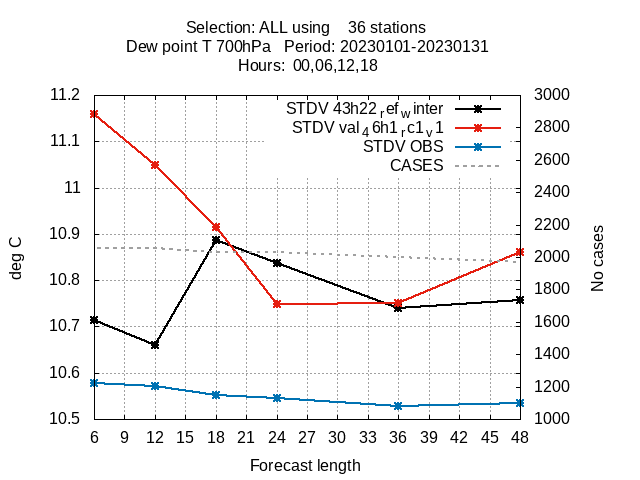 Selection: ALL using 36 stations
Dew point T 700hPa Period: 20230101-20230131
Hours: 00,06,12,18
STDV 43h22refwinter
STDV val46h1rc1v1
STDV OBS
CASES
11.2
11.1
11
10.9
10.8
10.7
10.6
10.5
deg C
3000
2800
2600
2400
2200
2000
1800
1600
1400
1200
1000
No cases
6 9 12 15 18 21 24 27 30 33 36 39 42 45 48
Forecast length